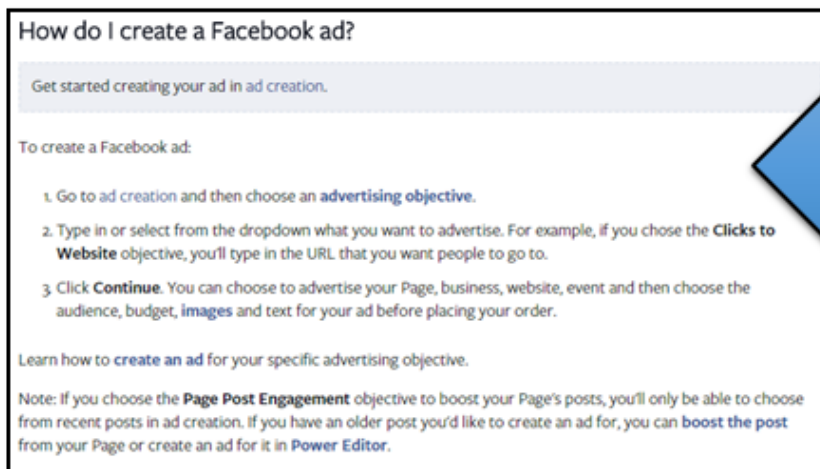 How do I create a Facebook ad?
Get started creating your ad in ad creation.
To create a Facebook ad:
1. Go to ad creation and then choose an advertising objective.
2. Type in or select from the dropdown what you want to advertise. For example, if you chose the Clicks to
Website objective, you'll type in the URL that you want people to go to.
3. Click Continue. You can choose to advertise your Page, business, website, event and then choose the
audience, budget, images and text for your ad before placing your order.
Learn how to create an ad for your specific advertising objective.
Note: If you choose the Page Post Engagement objective to boost your Page's posts, you'll only be able to choose
from recent posts in ad creation. If you have an older post you'd like to create an ad for, you can boost the post
from your Page or create an ad for it in Power Editor.